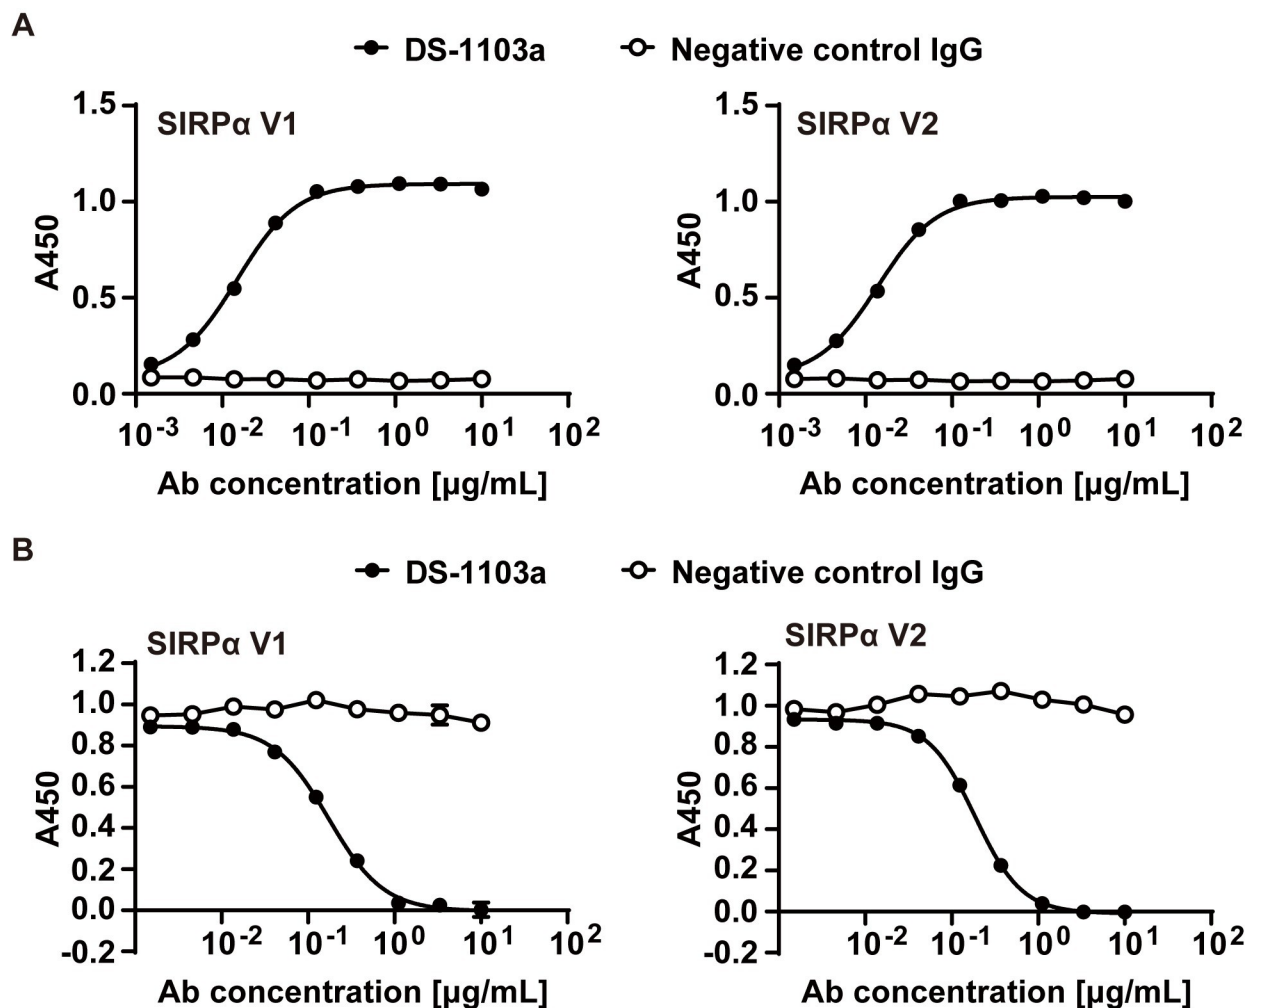 A
DS-1103a Negative control IgG
SIRPα V1
1.5
1.0
0.5
0.0
A450
10-3 10-2 10-1 100 101 102
Ab concentration [µg/mL]
SIRPα V2
1.5
1.0
0.5
0.0
A450
10-3 10-2 10-1 100 101 102
Ab concentration [µg/mL]
B
DS-1103a Negative control IgG
SIRPα V1
1.2
1.0
0.8
0.6
0.4
0.2
0.0
-0.2
A450
10-2 10-1 100 101 102
Ab concentration [µg/mL]
SIRPα V2
1.2
1.0
0.8
0.6
0.4
0.2
0.0
-0.2
A450
10-2 10-1 100 101 102
Ab concentration [µg/mL]